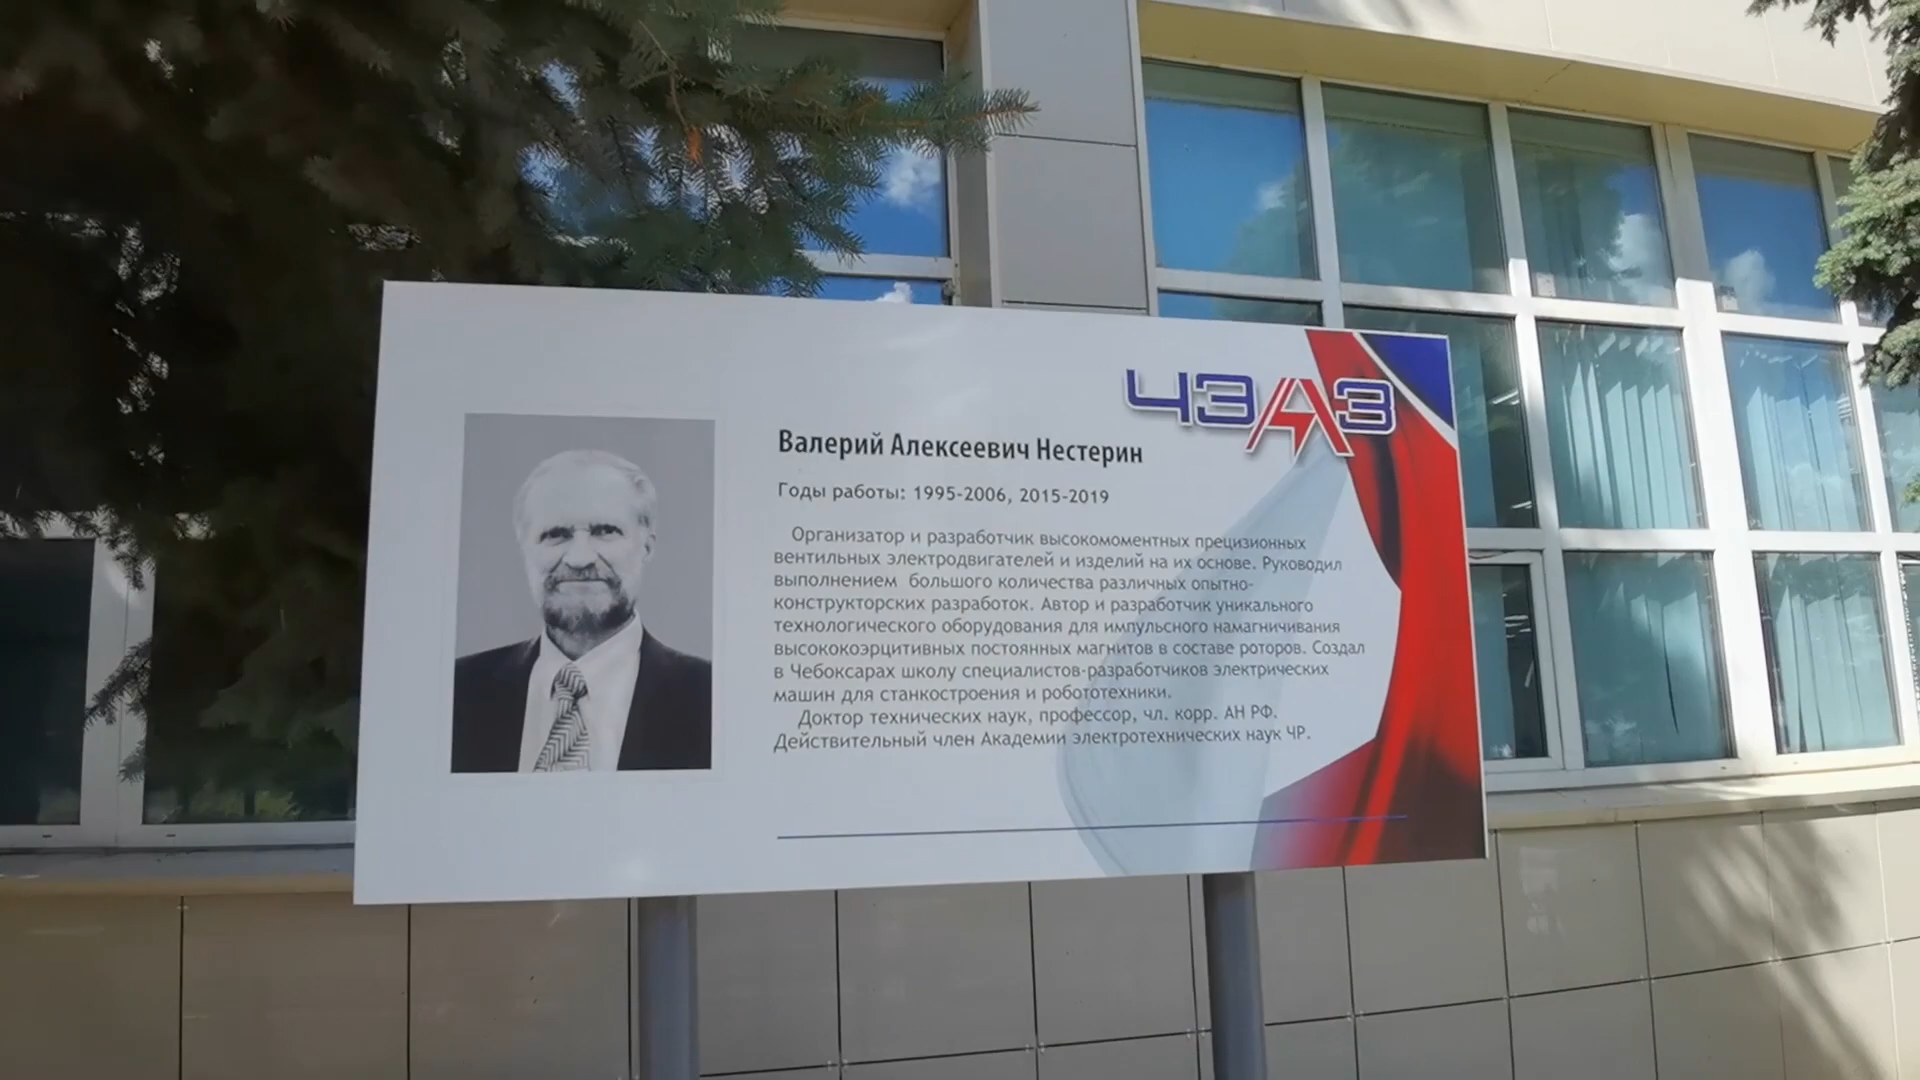 ЧЭАЗ
Валерий Алексеевич Нестерин
Годы работы: 1995-2006, 2015-2019
Организатор и разработчик высокомоментных прецизионных
вентильных электродвигателей и изделий на их основе. Руководил
выполнением большого количества различных опытно-
конструкторских разработок. Автор и разработчик уникального
технологического оборудования для импульсного намагничивания
высококоэрцитивных постоянных магнитов в составе роторов. Создал
в Чебоксарах школу специалистов-разработчиков электрических
машин для станкостроения и робототехники.
Доктор технических наук, профессор, чл. корр. АН РФ.
Действительный член Академии электротехнических наук ЧР.